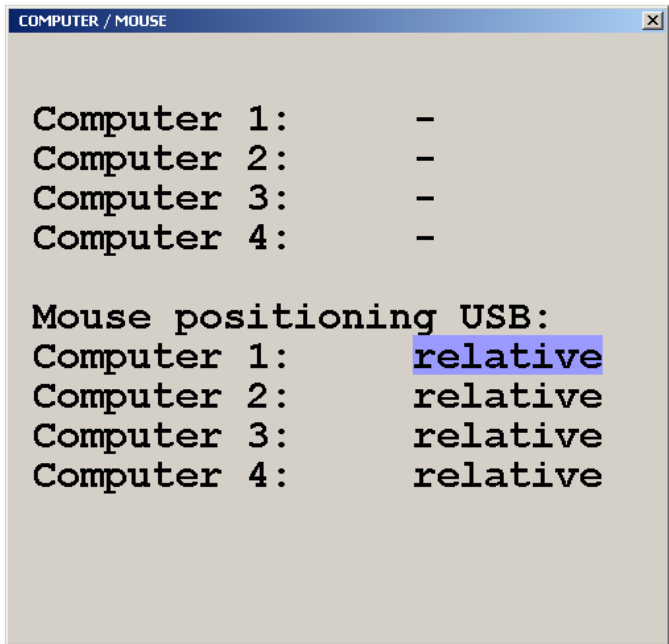 COMPUTER / MOUSE
Computer 1: -
Computer 2: -
Computer 3: -
Computer 4: -
Mouse positioning USB:
Computer 1: relative
Computer 2: relative
Computer 3: relative
Computer 4: relative